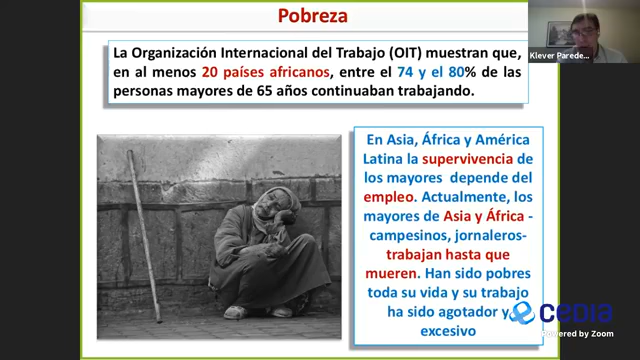 Pobreza
La Organización Internacional del Trabajo (OIT) muestran que,
en al menos 20 países africanos, entre el 74 y el 80% de las
personas mayores de 65 años continuaban trabajando.
Klever Parede...
En Asia, África y América
Latina la supervivencia de
los mayores depende del
empleo. Actualmente, los
mayores de Asia y África -
campesinos, jornaleros-
trabajan hasta que
mueren. Han sido pobres
toda su vida y su trabajo
ha sido agotador y
excesivo
cedia
Powered by Zoom